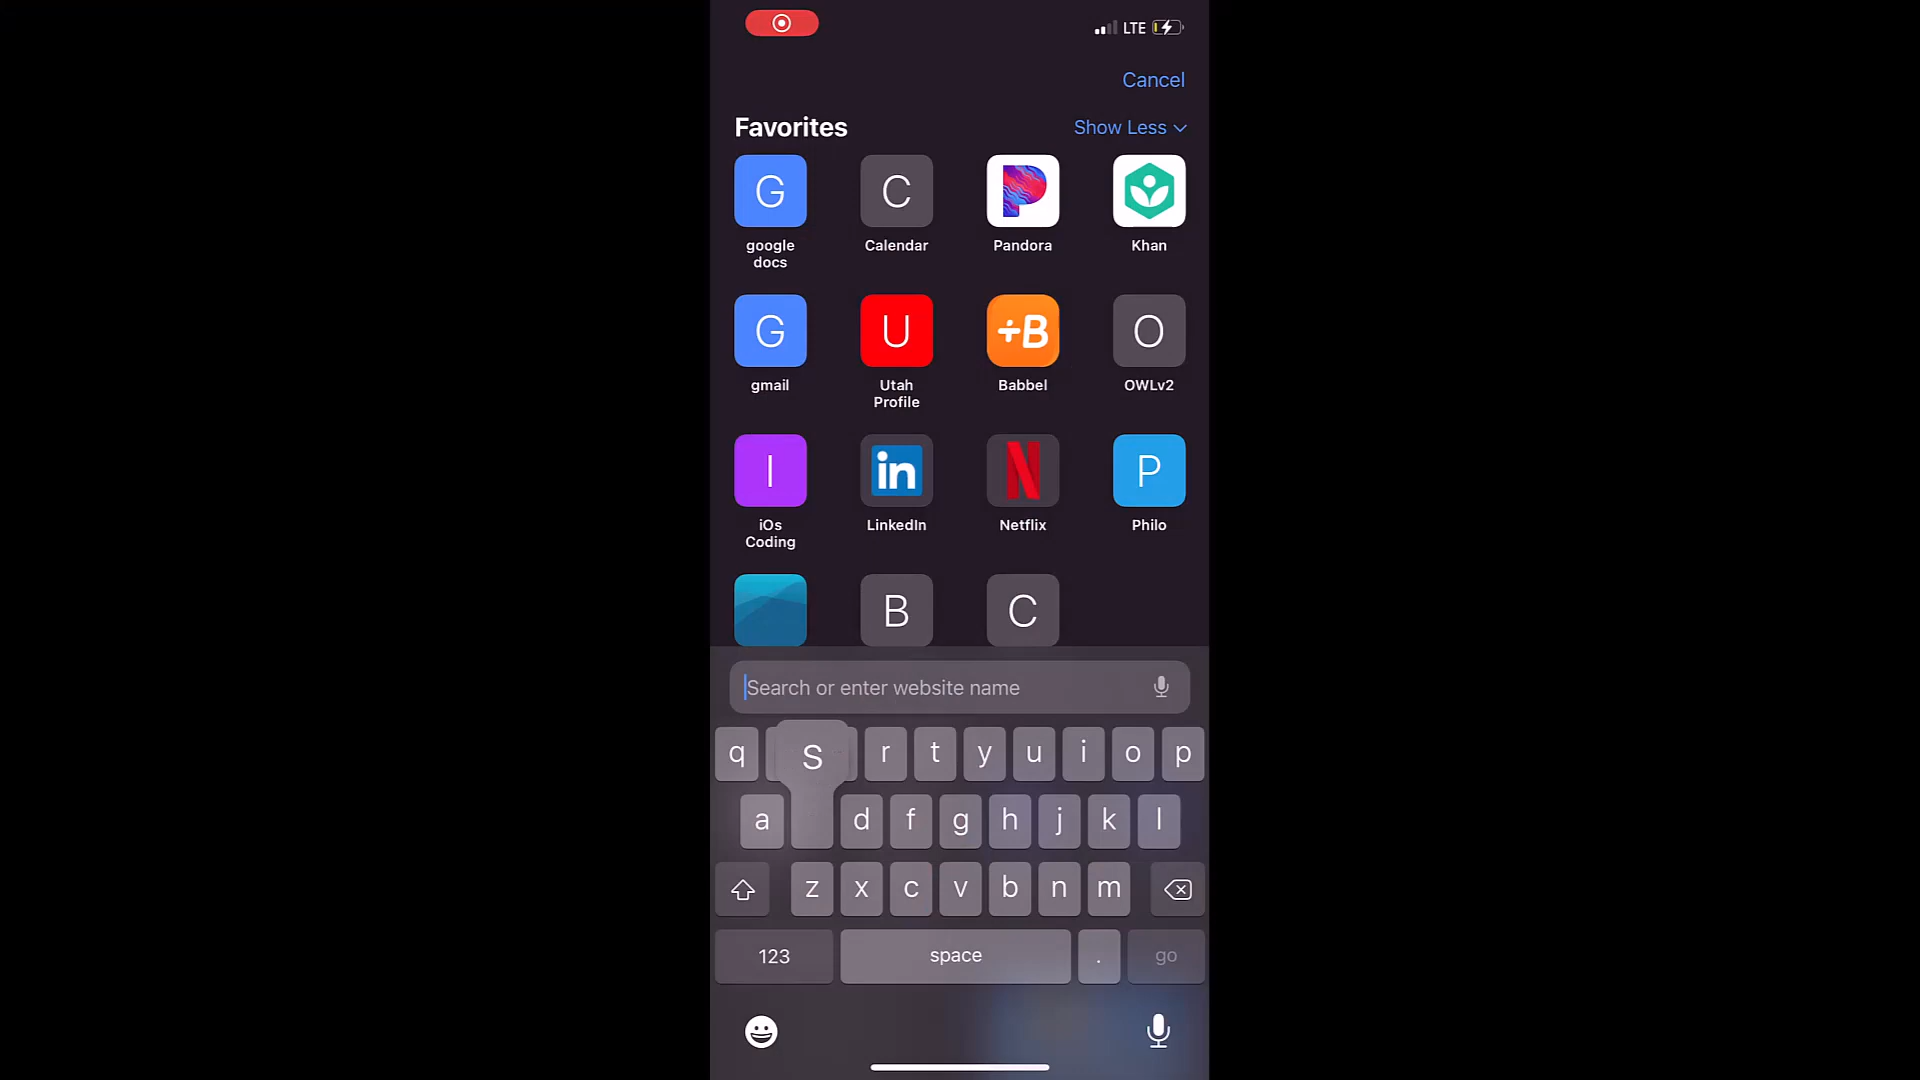 LTE
Cancel
Favorites
Show Less
G
C
P
google
docs
Calendar
Pandora
Khan
G
U
+B
O
gmail
Utah
Profile
Babbel
OWLv2
I
in
N
P
iOs
Coding
LinkedIn
Netflix
Philo
B
C
Search or enter website name
q
S
r
t
y
u
i
o
p
a
d
f
g
h
j
k
l
z
x
c
v
b
n
m
123
space
.
go